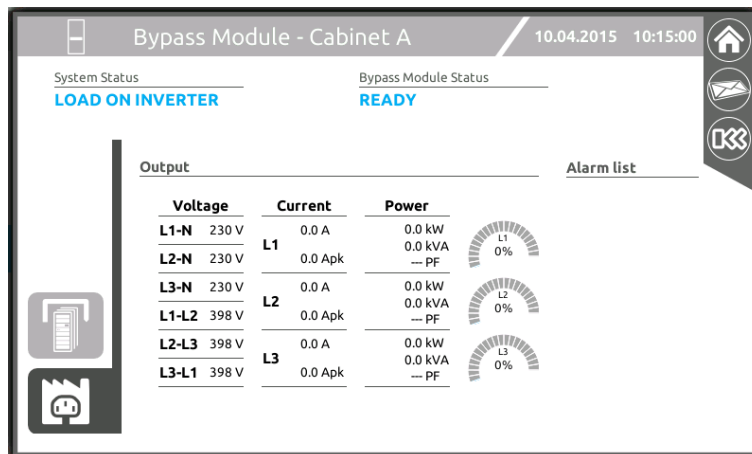 Bypass Module - Cabinet A
10.04.2015 10:15:00
System Status
LOAD ON INVERTER
Bypass Module Status
READY
Output
Alarm list
Voltage
L1-N 230 V
L2-N 230 V
L3-N 230 V
L1-L2 398 V
L2-L3 398 V
L3-L1 398 V
Current
L1
0.0 A
0.0 Apk
L2
0.0 A
0.0 Apk
L3
0.0 A
0.0 Apk
Power
0.0 kW
0.0 kVA
--- PF
0.0 kW
0.0 kVA
--- PF
0.0 kW
0.0 kVA
--- PF
L1
0%
L2
0%
L3
0%